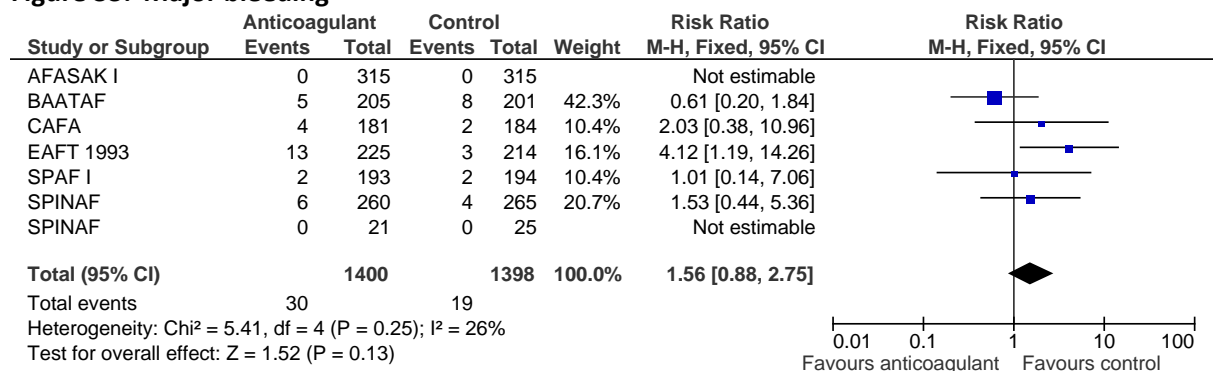 Anticoagulant Control Risk Ratio Risk Ratio
Study or Subgroup Events Total Events Total Weight M-H, Fixed, 95% CI M-H, Fixed, 95% CI
AFASAK I 0 315 0 315 Not estimable
BAATAF 5 205 8 201 42.3% 0.61 [0.20, 1.84]
CAFA 4 181 2 184 10.4% 2.03 [0.38, 10.96]
EAFT 1993 13 225 3 214 16.1% 4.12 [1.19, 14.26]
SPAF I 2 193 2 194 10.4% 1.01 [0.14, 7.06]
SPINAF 6 260 4 265 20.7% 1.53 [0.44, 5.36]
SPINAF 0 21 0 25 Not estimable
Total (95% CI) 1400 1398 100.0% 1.56 [0.88, 2.75]
Total events 30 19
Heterogeneity: Chi² = 5.41, df = 4 (P = 0.25); I² = 26%
Test for overall effect: Z = 1.52 (P = 0.13)
0.01 0.1 1 10 100
Favours anticoagulant Favours control